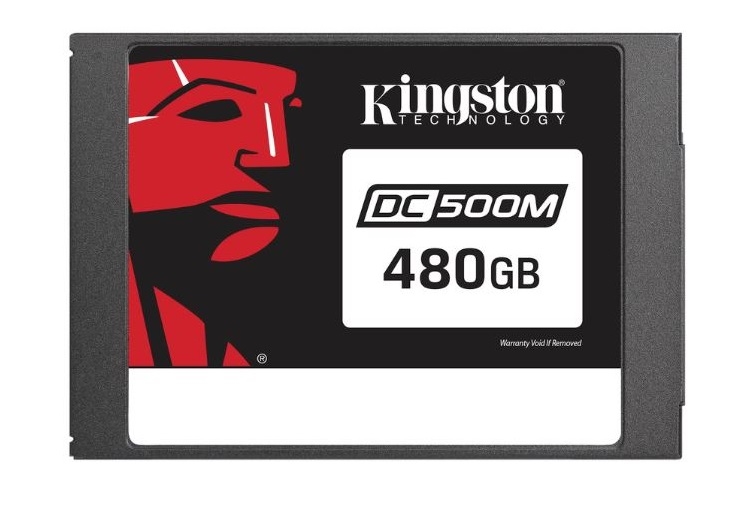 Kingston®
TECHNOLOGY
DC500M
480GB
Warranty Void If Removed
®